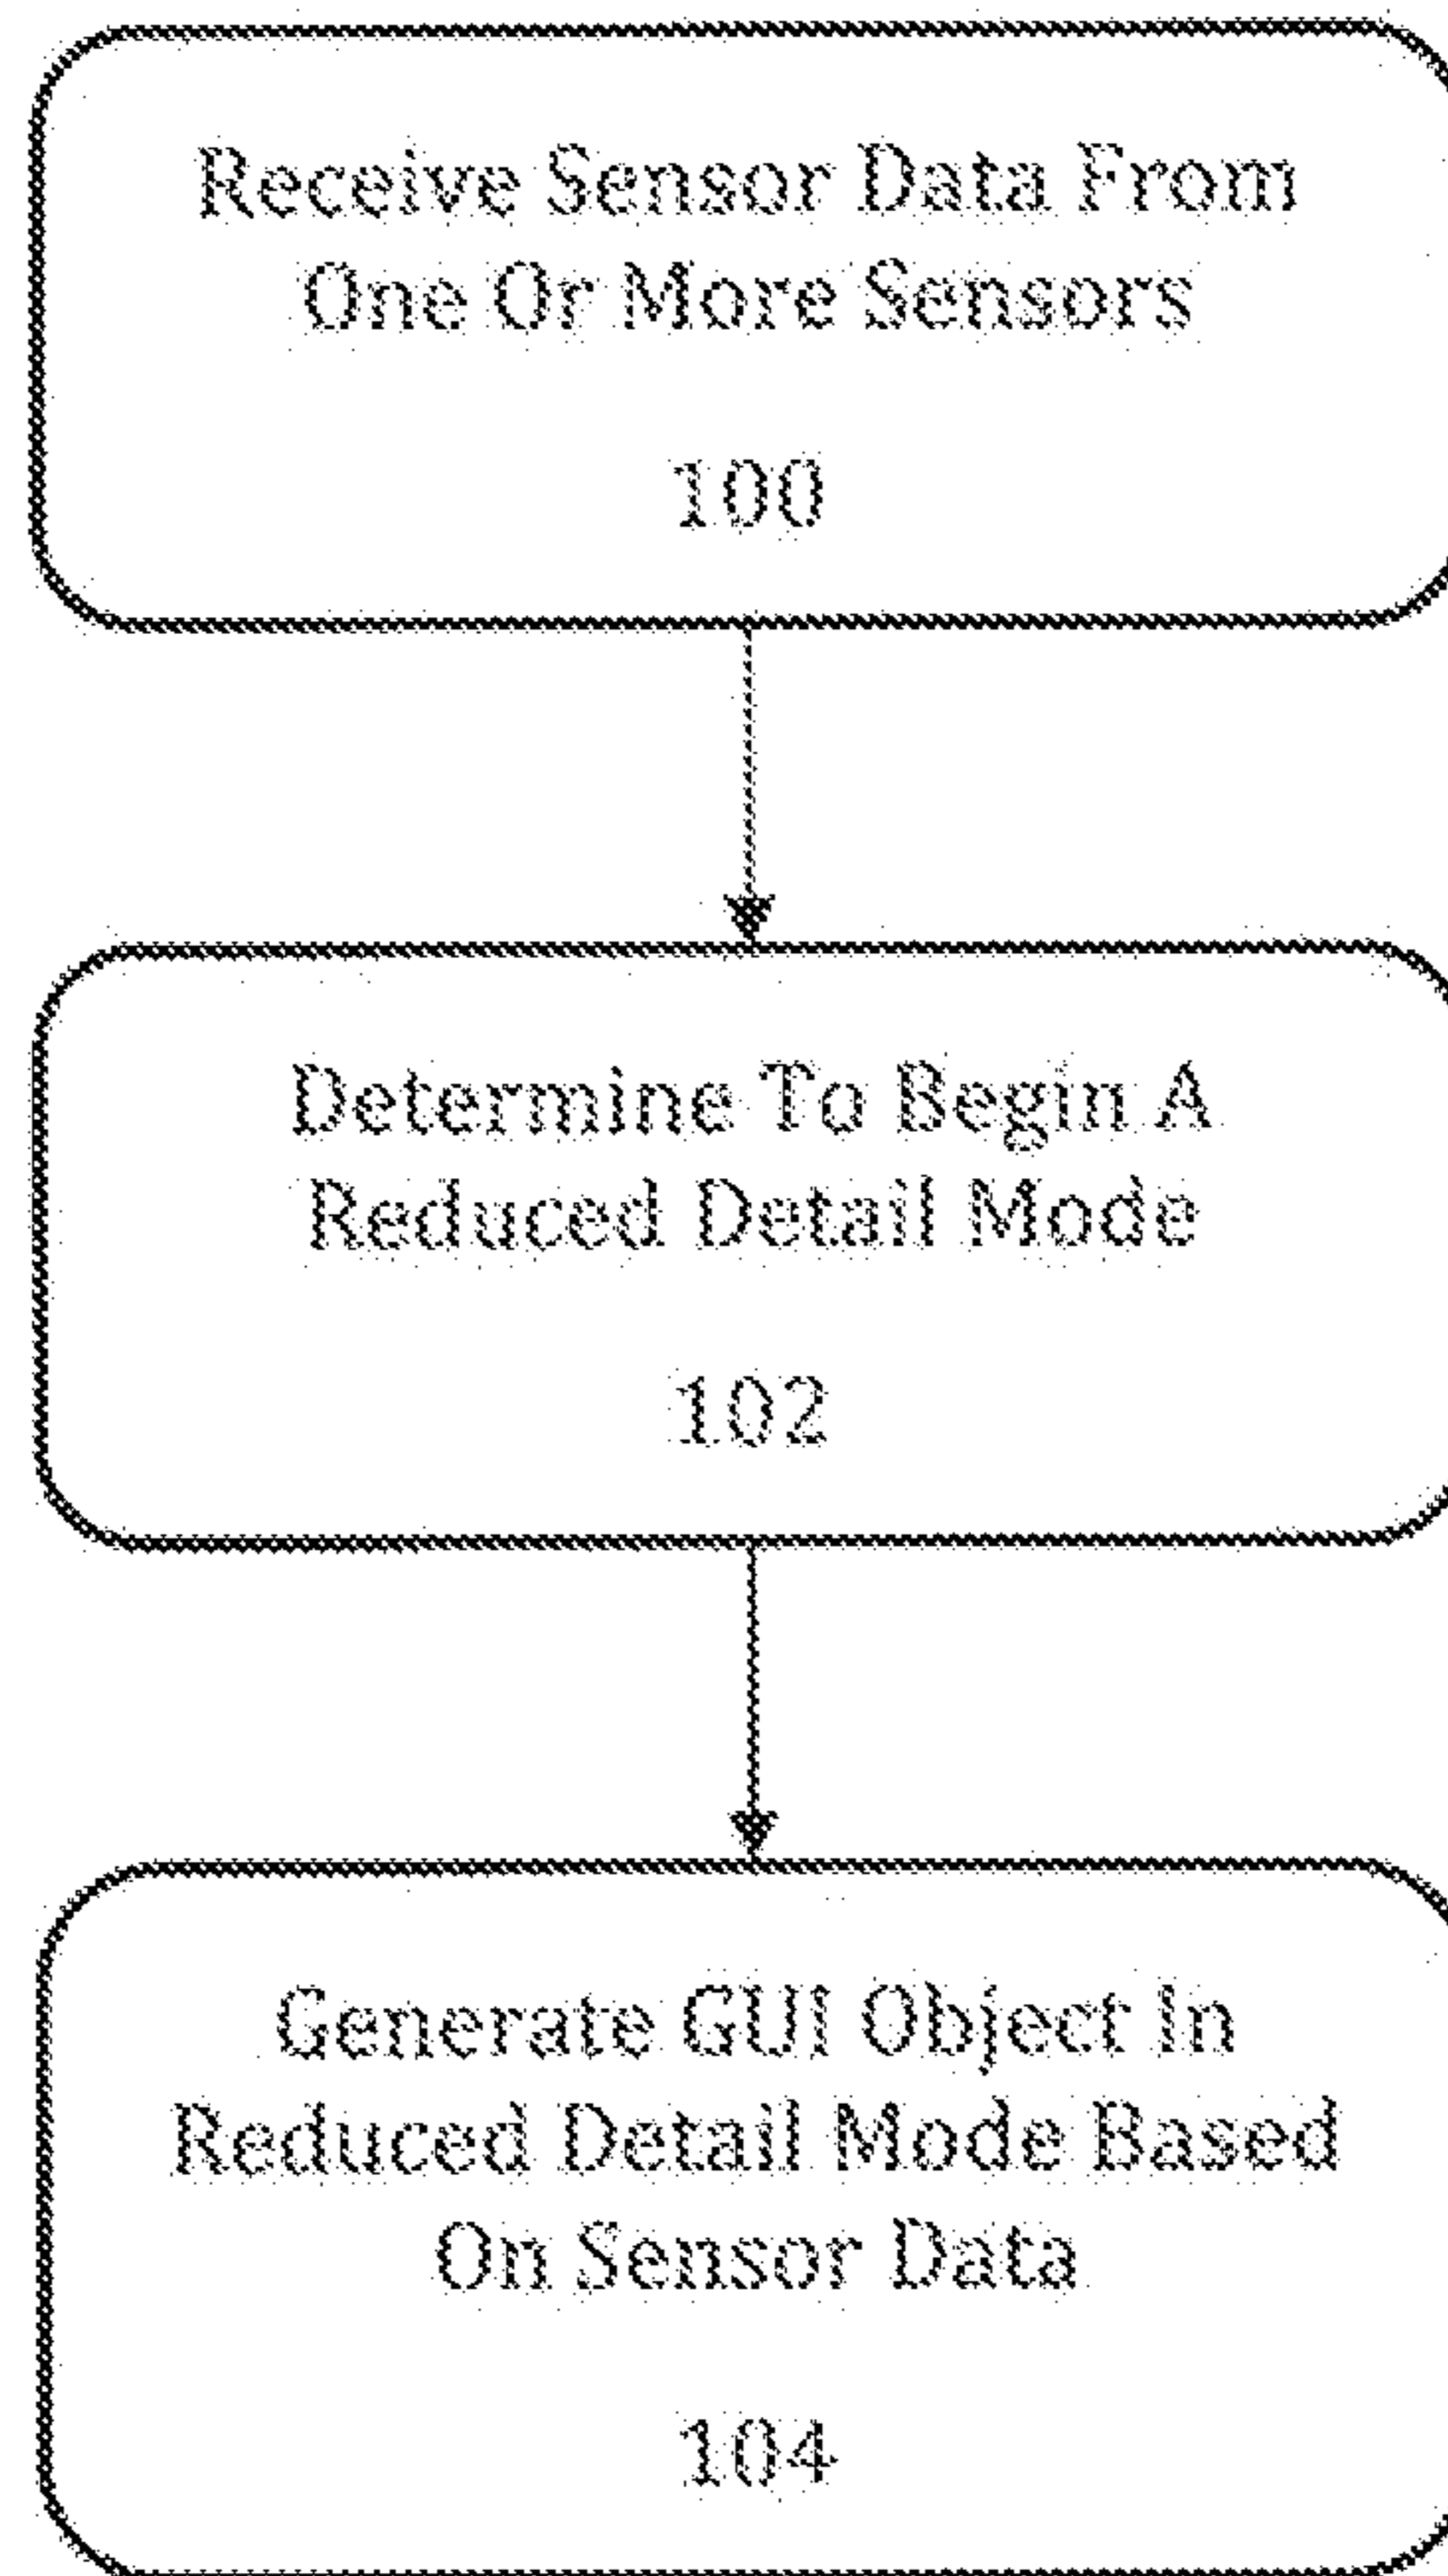 Receive Sensor Data From
One Or More Sensors
100
Determine To Begin A
Reduced Detail Mode
102
Generate GUI Object In
Reduced Detail Mode Based
On Sensor Data
104